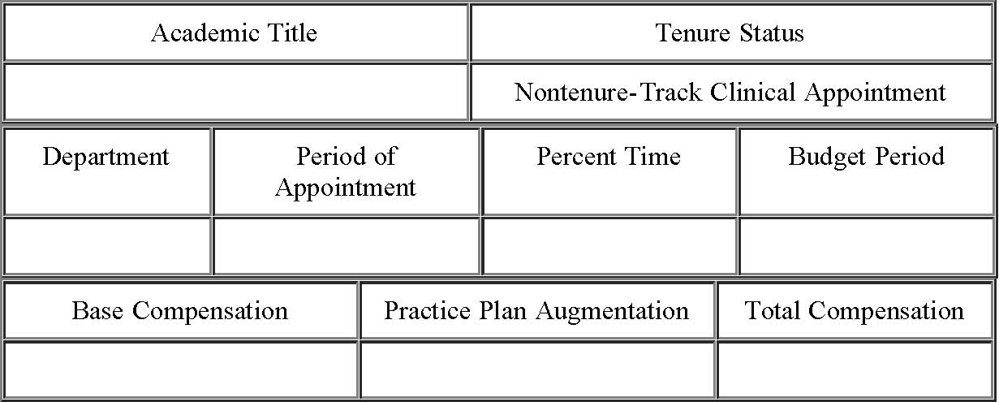 Academic Title
Tenure Status
Nontenure-Track Clinical Appointment
Department
Period of
Appointment
Percent Time
Budget Period
Base Compensation
Practice Plan Augmentation
Total Compensation